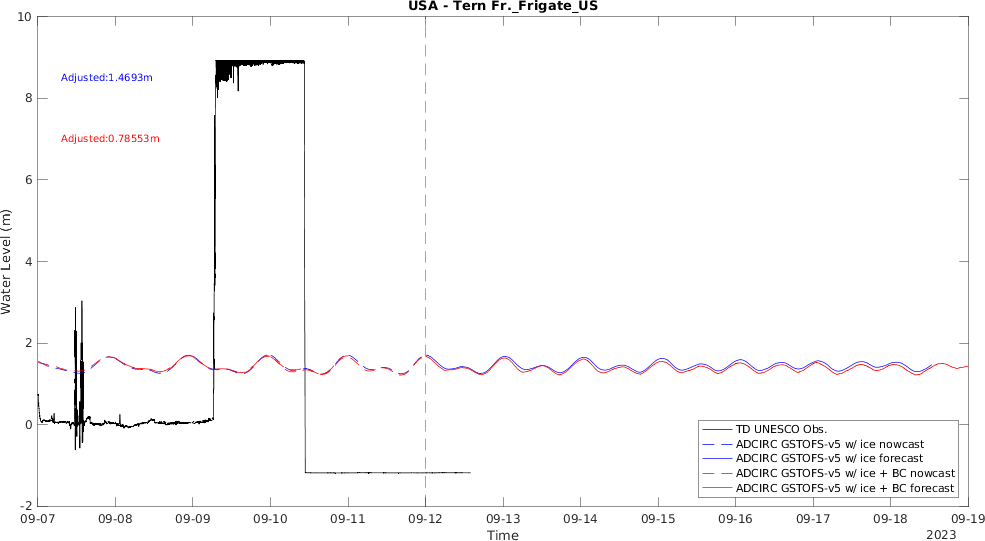 USA - Tern Fr._Frigate_US
10
8
6
4
2
0
-2
Water Level (m)
Adjusted:1.4693m
Adjusted:0.78553m
TD UNESCO Obs.
ADCIRC GSTOFS-v5 w/ ice nowcast
ADCIRC GSTOFS-v5 w/ ice forecast
ADCIRC GSTOFS-v5 w/ ice + BC nowcast
ADCIRC GSTOFS-v5 w/ ice + BC forecast
09-07 09-08 09-09 09-10 09-11 09-12 09-13 09-14 09-15 09-16 09-17 09-18 09-19
Time
2023